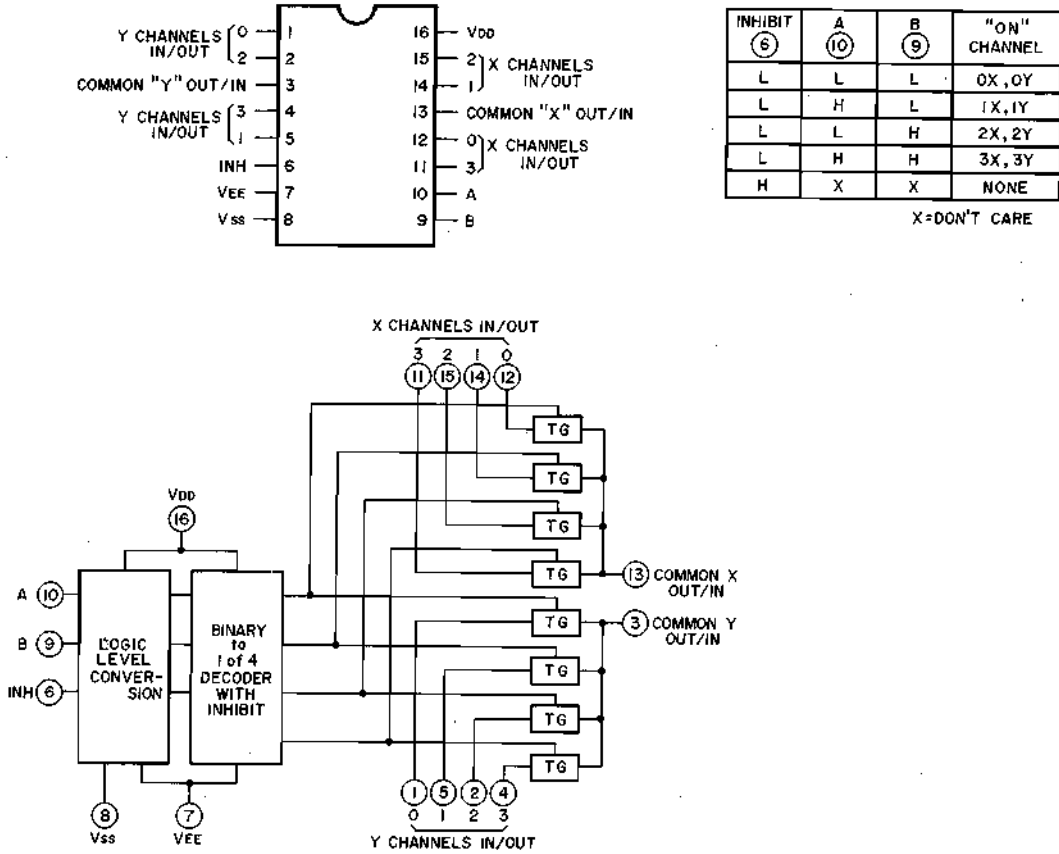 Y CHANNELS IN/OUT
0
2
COMMON "Y" OUT/IN
Y CHANNELS IN/OUT
3
1
INH
VEE
VSS
1
2
3
4
5
6
7
8
16
15
14
13
12
11
10
9
VDD
2
1
X CHANNELS
IN/OUT
COMMON "X" OUT/IN
0
3
X CHANNELS
IN/OUT
A
B
INHIBIT 6 A 10 B 9 "ON" CHANNEL
L L L 0X,0Y
L H L 1X,1Y
L L H 2X,2Y
L H H 3X,3Y
H X X NONE
X=DON'T CARE
X CHANNELS IN/OUT
3 2 1 0
11 15 14 12
TG
TG
TG
TG
13 COMMON X
OUT/IN
TG
3 COMMON Y
OUT/IN
TG
TG
TG
VDD
16
A 10
B 9
INH 6
LOGIC
LEVEL
CONVER-
SION
BINARY
to
1 of 4
DECODER
WITH
INHIBIT
8
VSS
7
VEE
1 5 2 4
0 1 2 3
Y CHANNELS IN/OUT